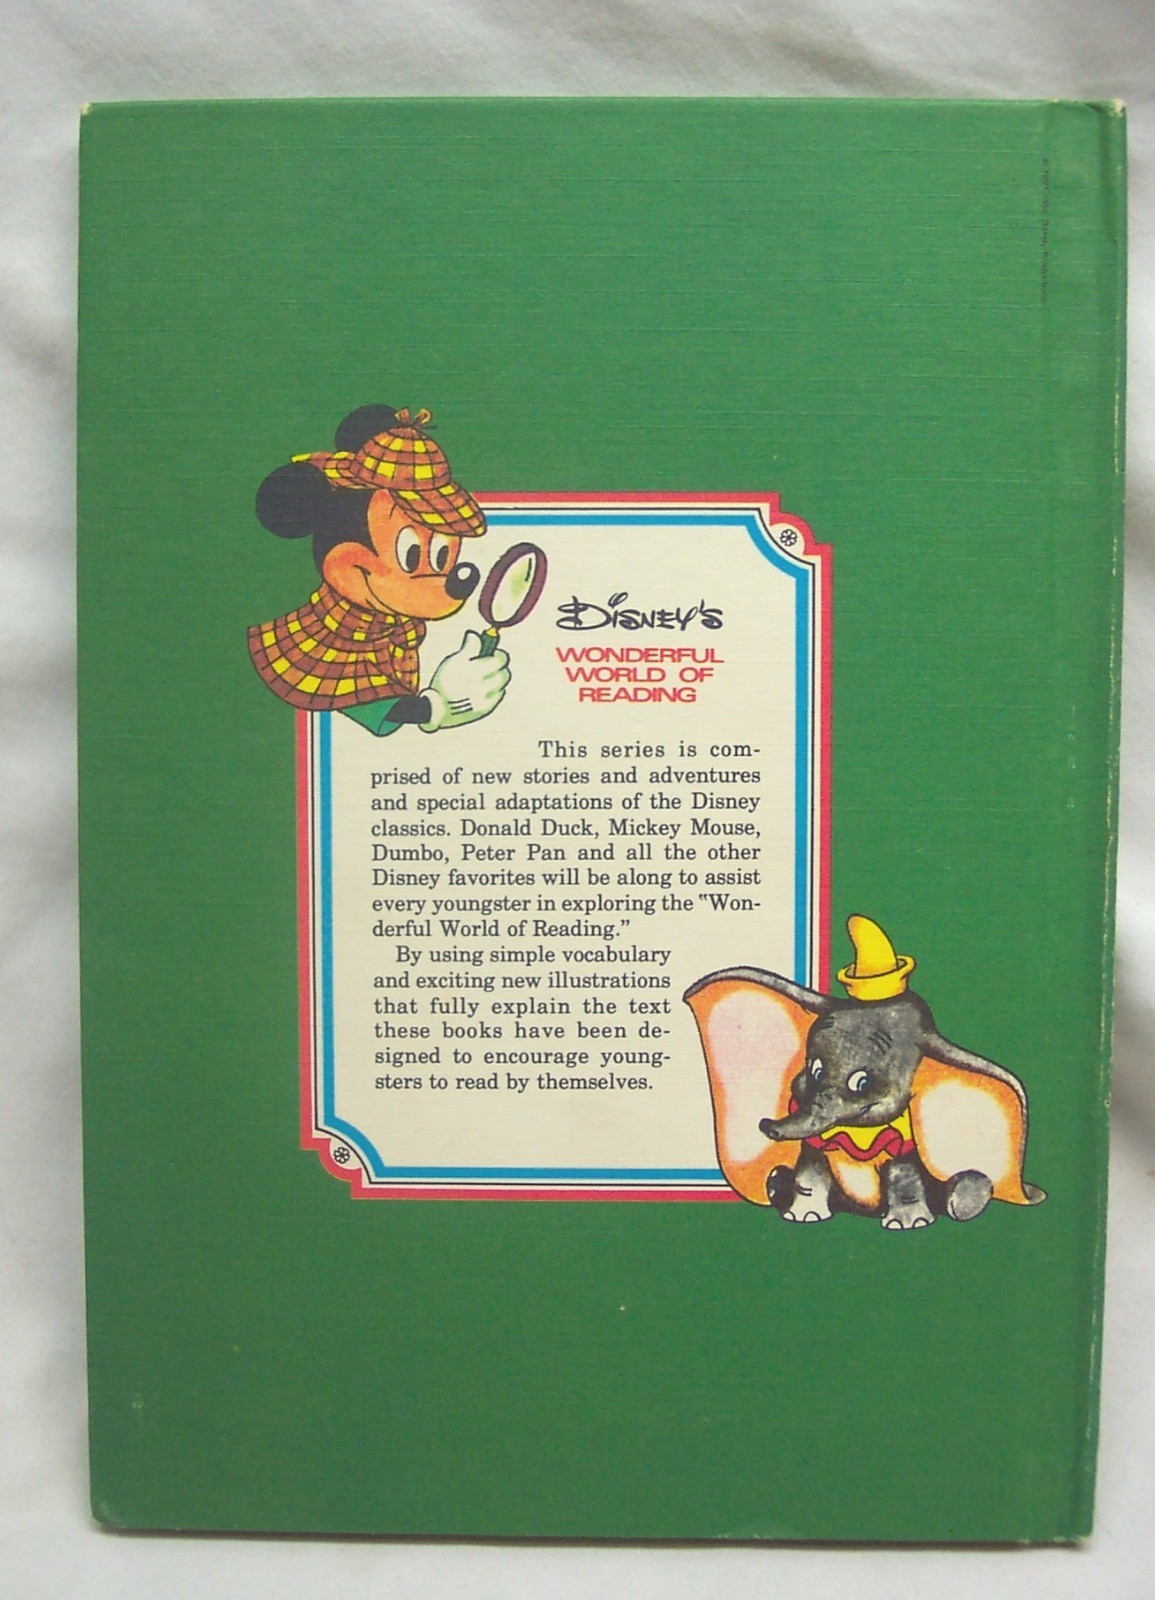 Disney's
WONDERFUL
WORLD OF
READING
This series is com-
prised of new stories and adventures
and special adaptations of the Disney
classics. Donald Duck, Mickey Mouse,
Dumbo, Peter Pan and all the other
Disney favorites will be along to assist
every youngster in exploring the "Won-
derful World of Reading."
By using simple vocabulary
and exciting new illustrations
that fully explain the text
these books have been de-
signed to encourage young-
sters to read by themselves.